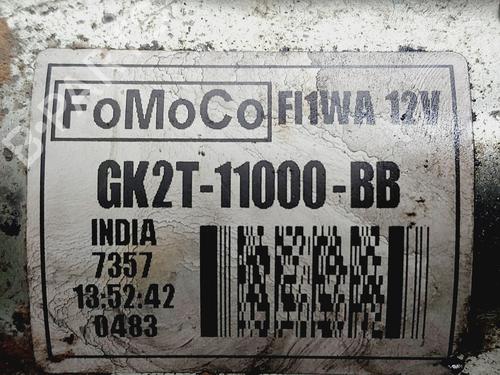 FoMoCo FI1WA 12V
GK2T-11000-BB
INDIA
7357
13:52:42
0483